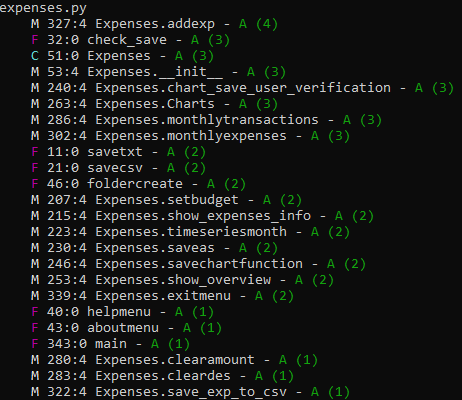 expenses.py
M 327:4 Expenses.addexp - A (4)
F 32:0 check_save - A (3)
C 51:0 Expenses - A (3)
M 53:4 Expenses.__init__ - A (3)
M 240:4 Expenses.chart_save_user_verification - A (3)
M 263:4 Expenses.Charts - A (3)
M 286:4 Expenses.monthlytransactions - A (3)
M 302:4 Expenses.monthlyexpenses - A (3)
F 11:0 savetxt - A (2)
F 21:0 savecsv - A (2)
F 46:0 foldercreate - A (2)
M 207:4 Expenses.setbudget - A (2)
M 215:4 Expenses.show_expenses_info - A (2)
M 223:4 Expenses.timeseriesmonth - A (2)
M 230:4 Expenses.saveas - A (2)
M 246:4 Expenses.savechartfunction - A (2)
M 253:4 Expenses.show_overview - A (2)
M 339:4 Expenses.exitmenu - A (2)
F 40:0 helpmenu - A (1)
F 43:0 aboutmenu - A (1)
F 343:0 main - A (1)
M 280:4 Expenses.clearamount - A (1)
M 283:4 Expenses.cleardes - A (1)
M 322:4 Expenses.save_exp_to_csv - A (1)